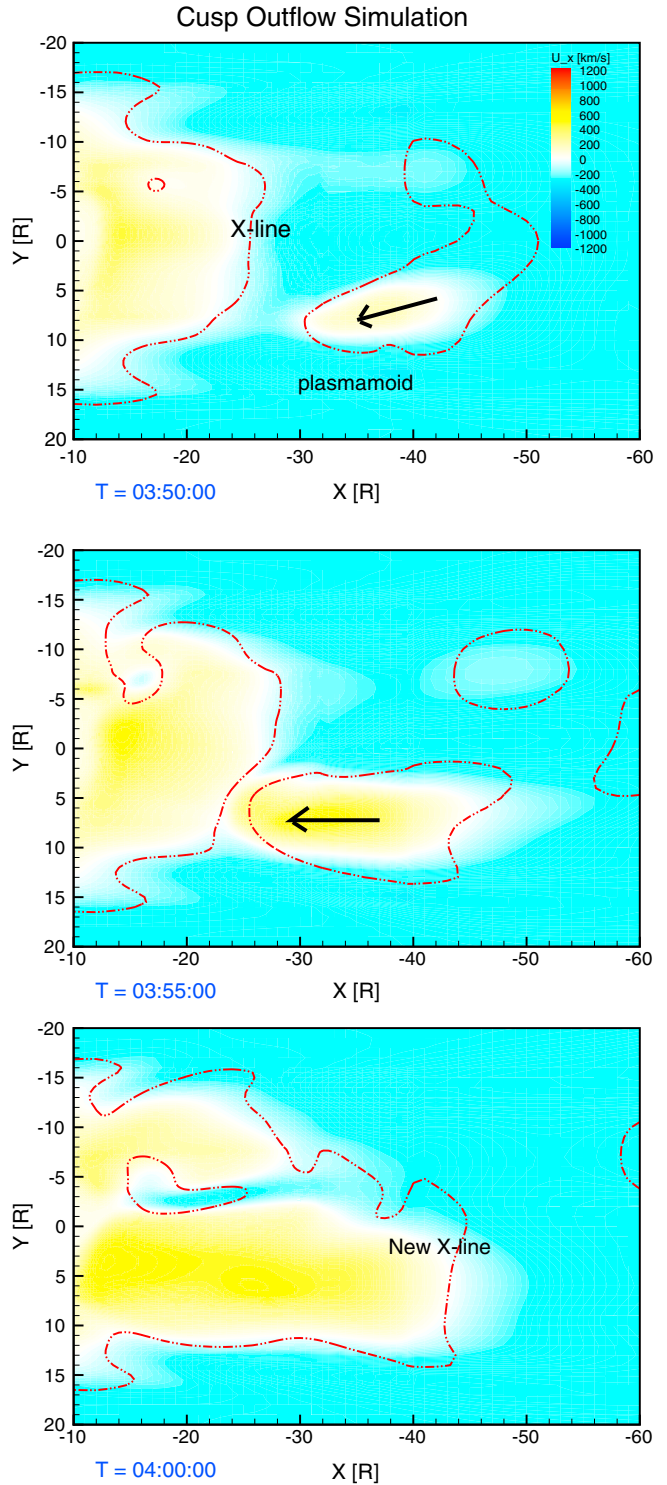 Cusp Outflow Simulation
-20
-15
-10
-5
0
5
10
15
20
Y [R]
U_x [km/s]
1200
1000
800
600
400
200
0
-200
-400
-600
-800
-1000
-1200
X-line
plasmamoid
-10 -20 -30 -40 -50 -60
T = 03:50:00 X [R]
-20
-15
-10
-5
0
5
10
15
20
Y [R]
-10 -20 -30 -40 -50 -60
T = 03:55:00 X [R]
-20
-15
-10
-5
0
5
10
15
20
Y [R]
New X-line
-10 -20 -30 -40 -50 -60
T = 04:00:00 X [R]